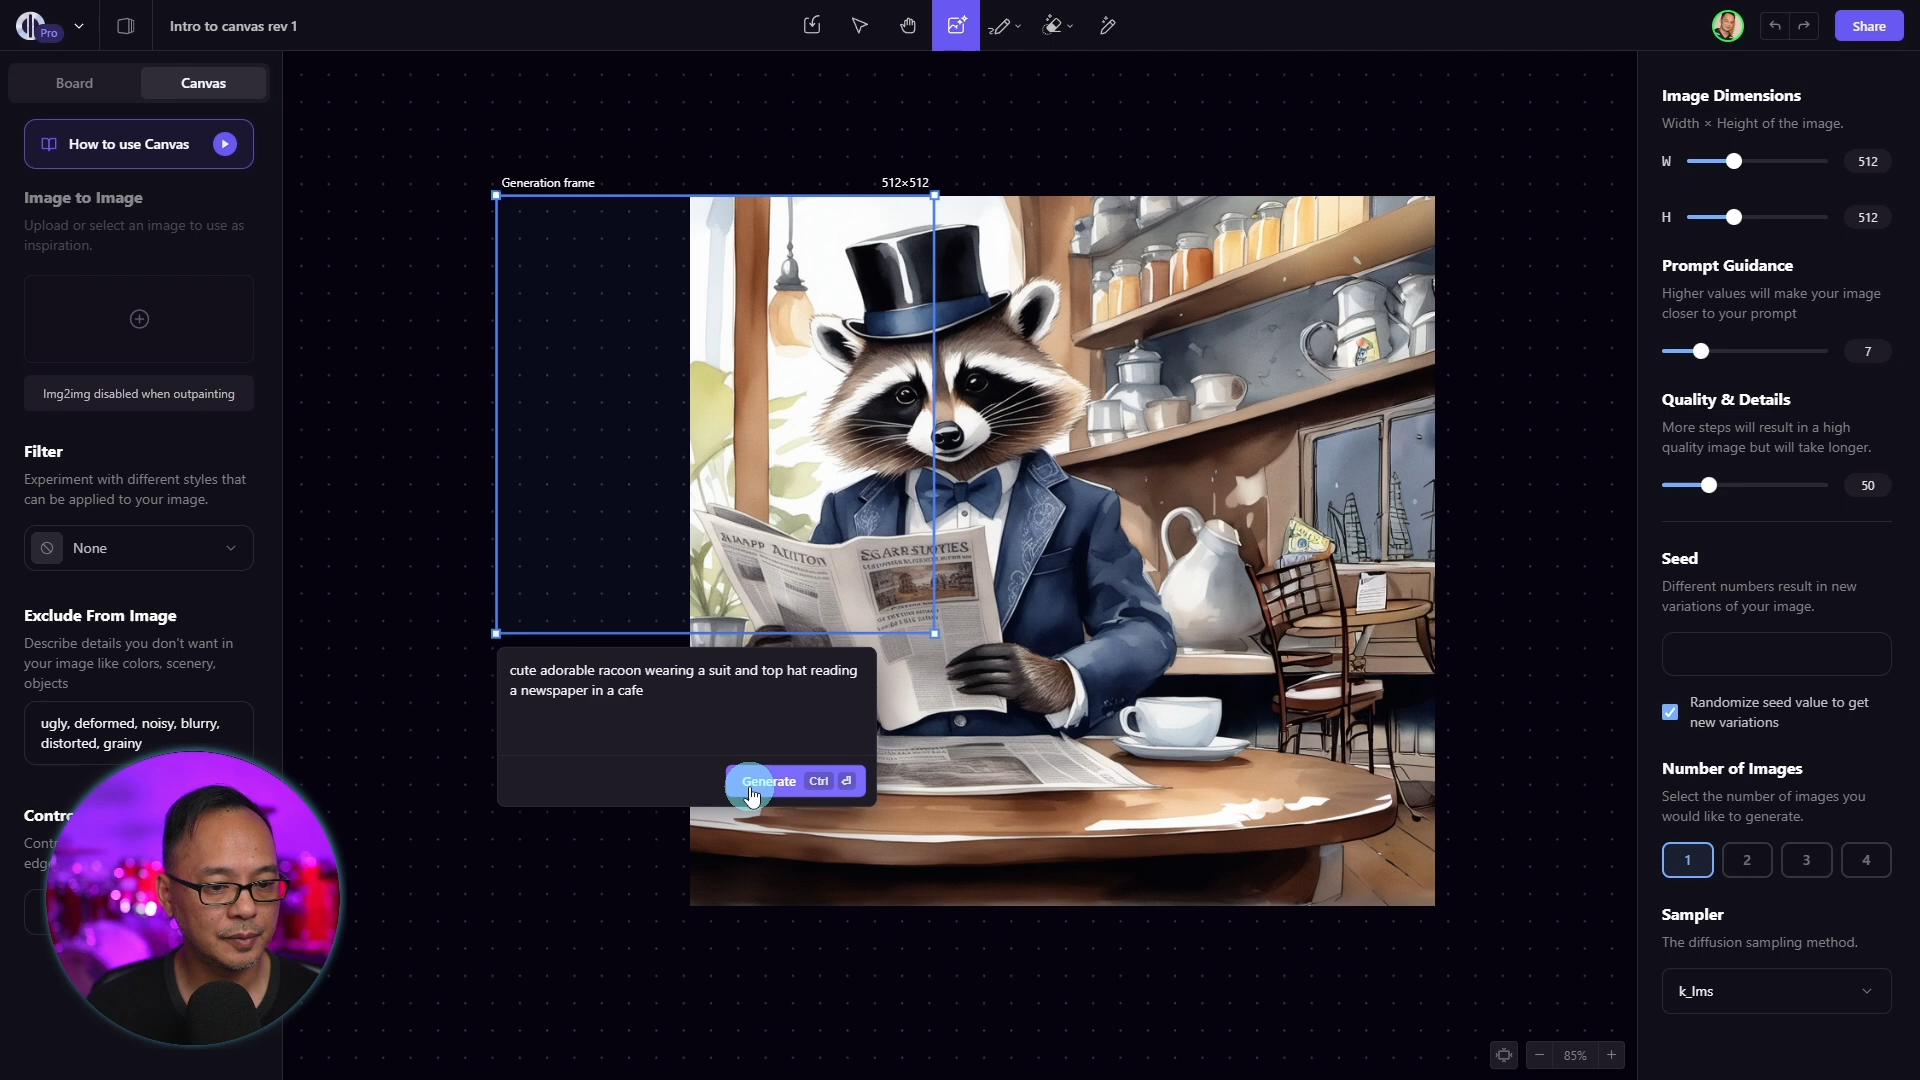 Pro
Intro to canvas rev 1
Share
Board
Canvas
How to use Canvas
Image to Image
Upload or select an image to use as
inspiration.
Img2img disabled when outpainting
Filter
Experiment with different styles that
can be applied to your image.
None
Exclude From Image
Describe details you don't want in
your image like colors, scenery,
objects
ugly, deformed, noisy, blurry,
distorted, grainy
Generation frame
512×512
cute adorable racoon wearing a suit and top hat reading
a newspaper in a cafe
Generate
Ctrl
85%
Image Dimensions
Width × Height of the image.
W
512
H
512
Prompt Guidance
Higher values will make your image
closer to your prompt
7
Quality & Details
More steps will result in a high
quality image but will take longer.
50
Seed
Different numbers result in new
variations of your image.
Randomize seed value to get
new variations
Number of Images
Select the number of images you
would like to generate.
1
2
3
4
Sampler
The diffusion sampling method.
k_lms